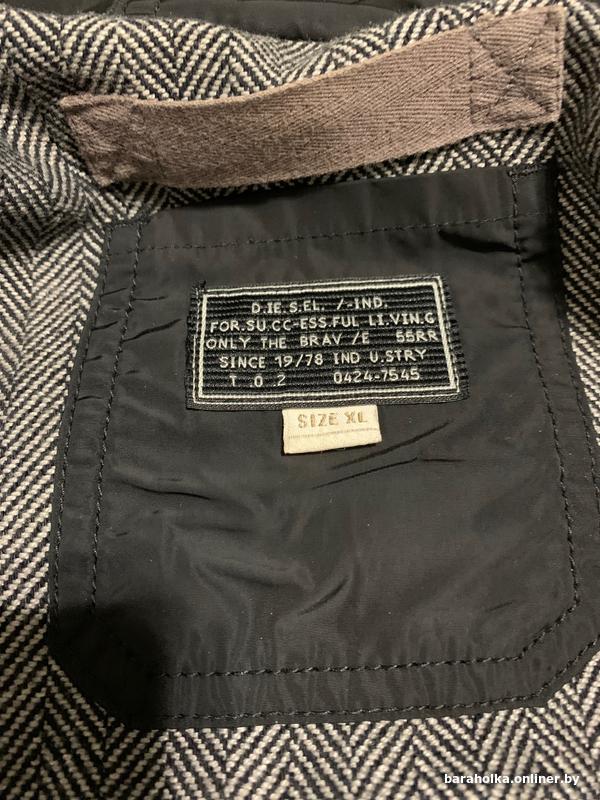 D.IE.S.EL. /-IND.
FOR.SU.CC-ESS.FUL LI.VIN.G
ONLY THE BRAV /E 55RR
SINCE 19/78 IND U.STRY
T O.2 0424-7545
SIZE XL
baraholka.onliner.by